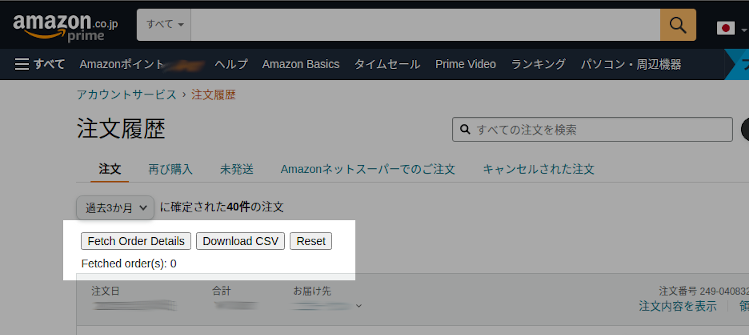 amazon.co.jp
prime
すべて
すべて Amazonポイント ヘルプ Amazon Basics タイムセール Prime Video ランキング パソコン・周辺機器
アカウントサービス › 注文履歴
注文履歴
すべての注文を検索
注文 再び購入 未発送 Amazonネットスーパーでのご注文 キャンセルされた注文
過去3か月 に確定された40件の注文
Fetch Order Details Download CSV Reset
Fetched order(s): 0
注文日 合計 お届け先 注文番号 249-040832
注文内容を表示